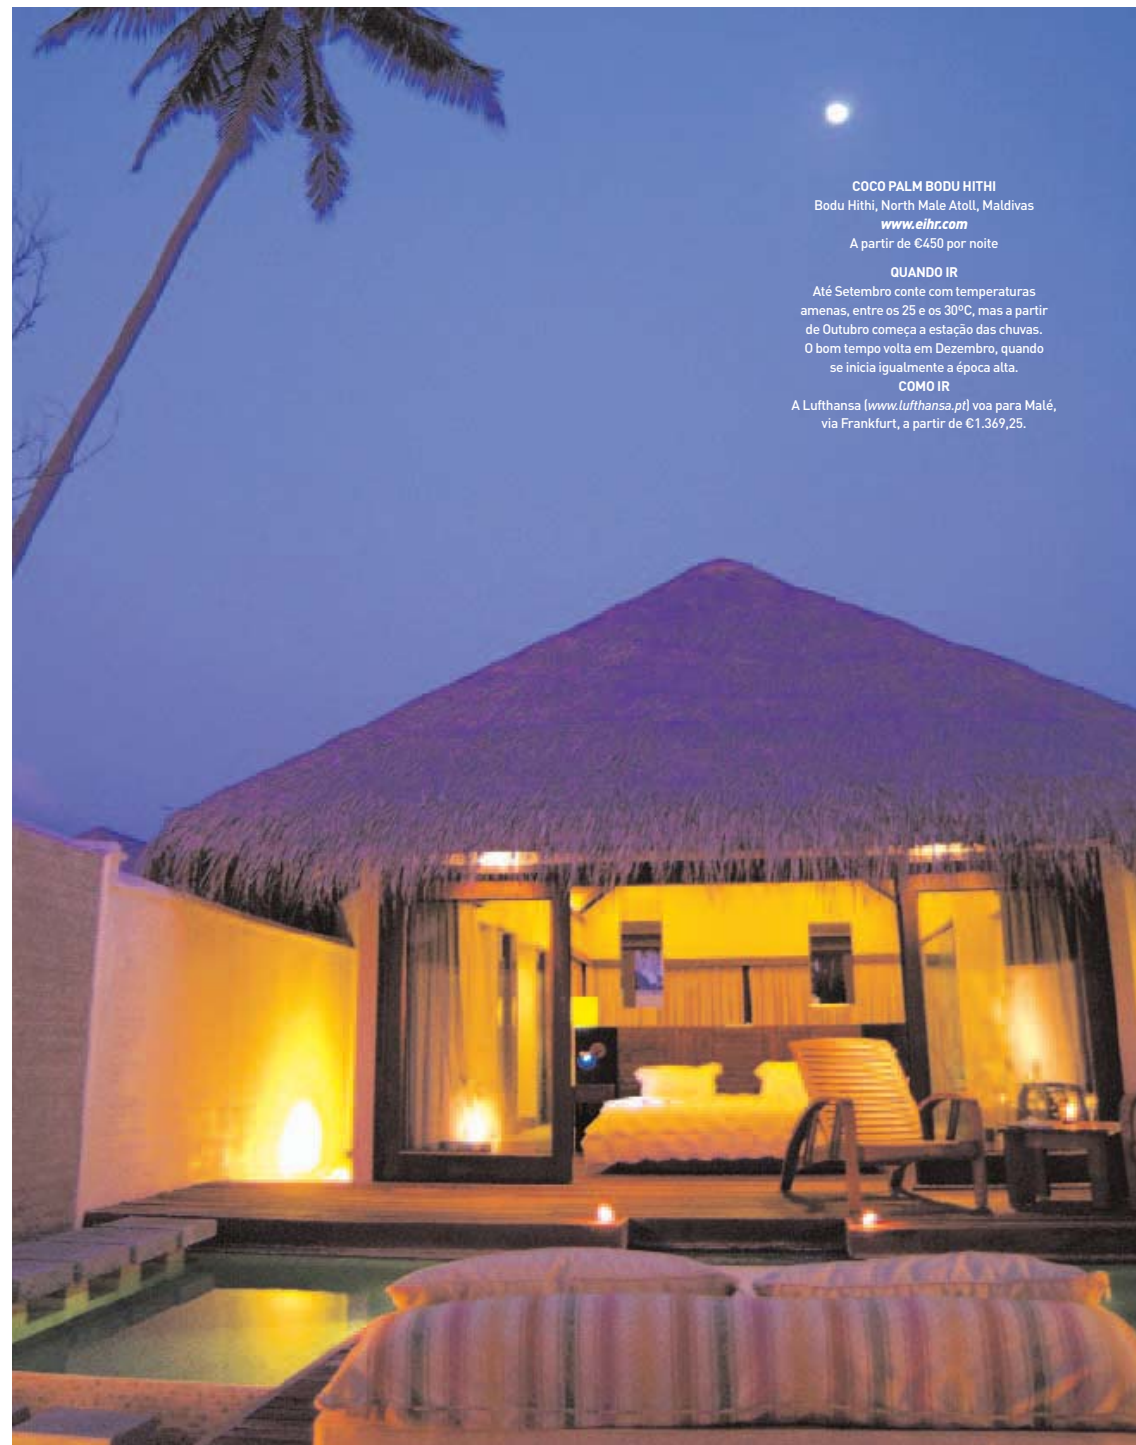 COCO PALM BODU HITHI
Bodu Hithi, North Male Atoll, Maldivas
www.eihr.com
A partir de €450 por noite
QUANDO IR
Até Setembro conte com temperaturas
amenas, entre os 25 e os 30ºC, mas a partir
de Outubro começa a estação das chuvas.
O bom tempo volta em Dezembro, quando
se inicia igualmente a época alta.
COMO IR
A Lufthansa (www.lufthansa.pt) voa para Malé,
via Frankfurt, a partir de €1.369,25.